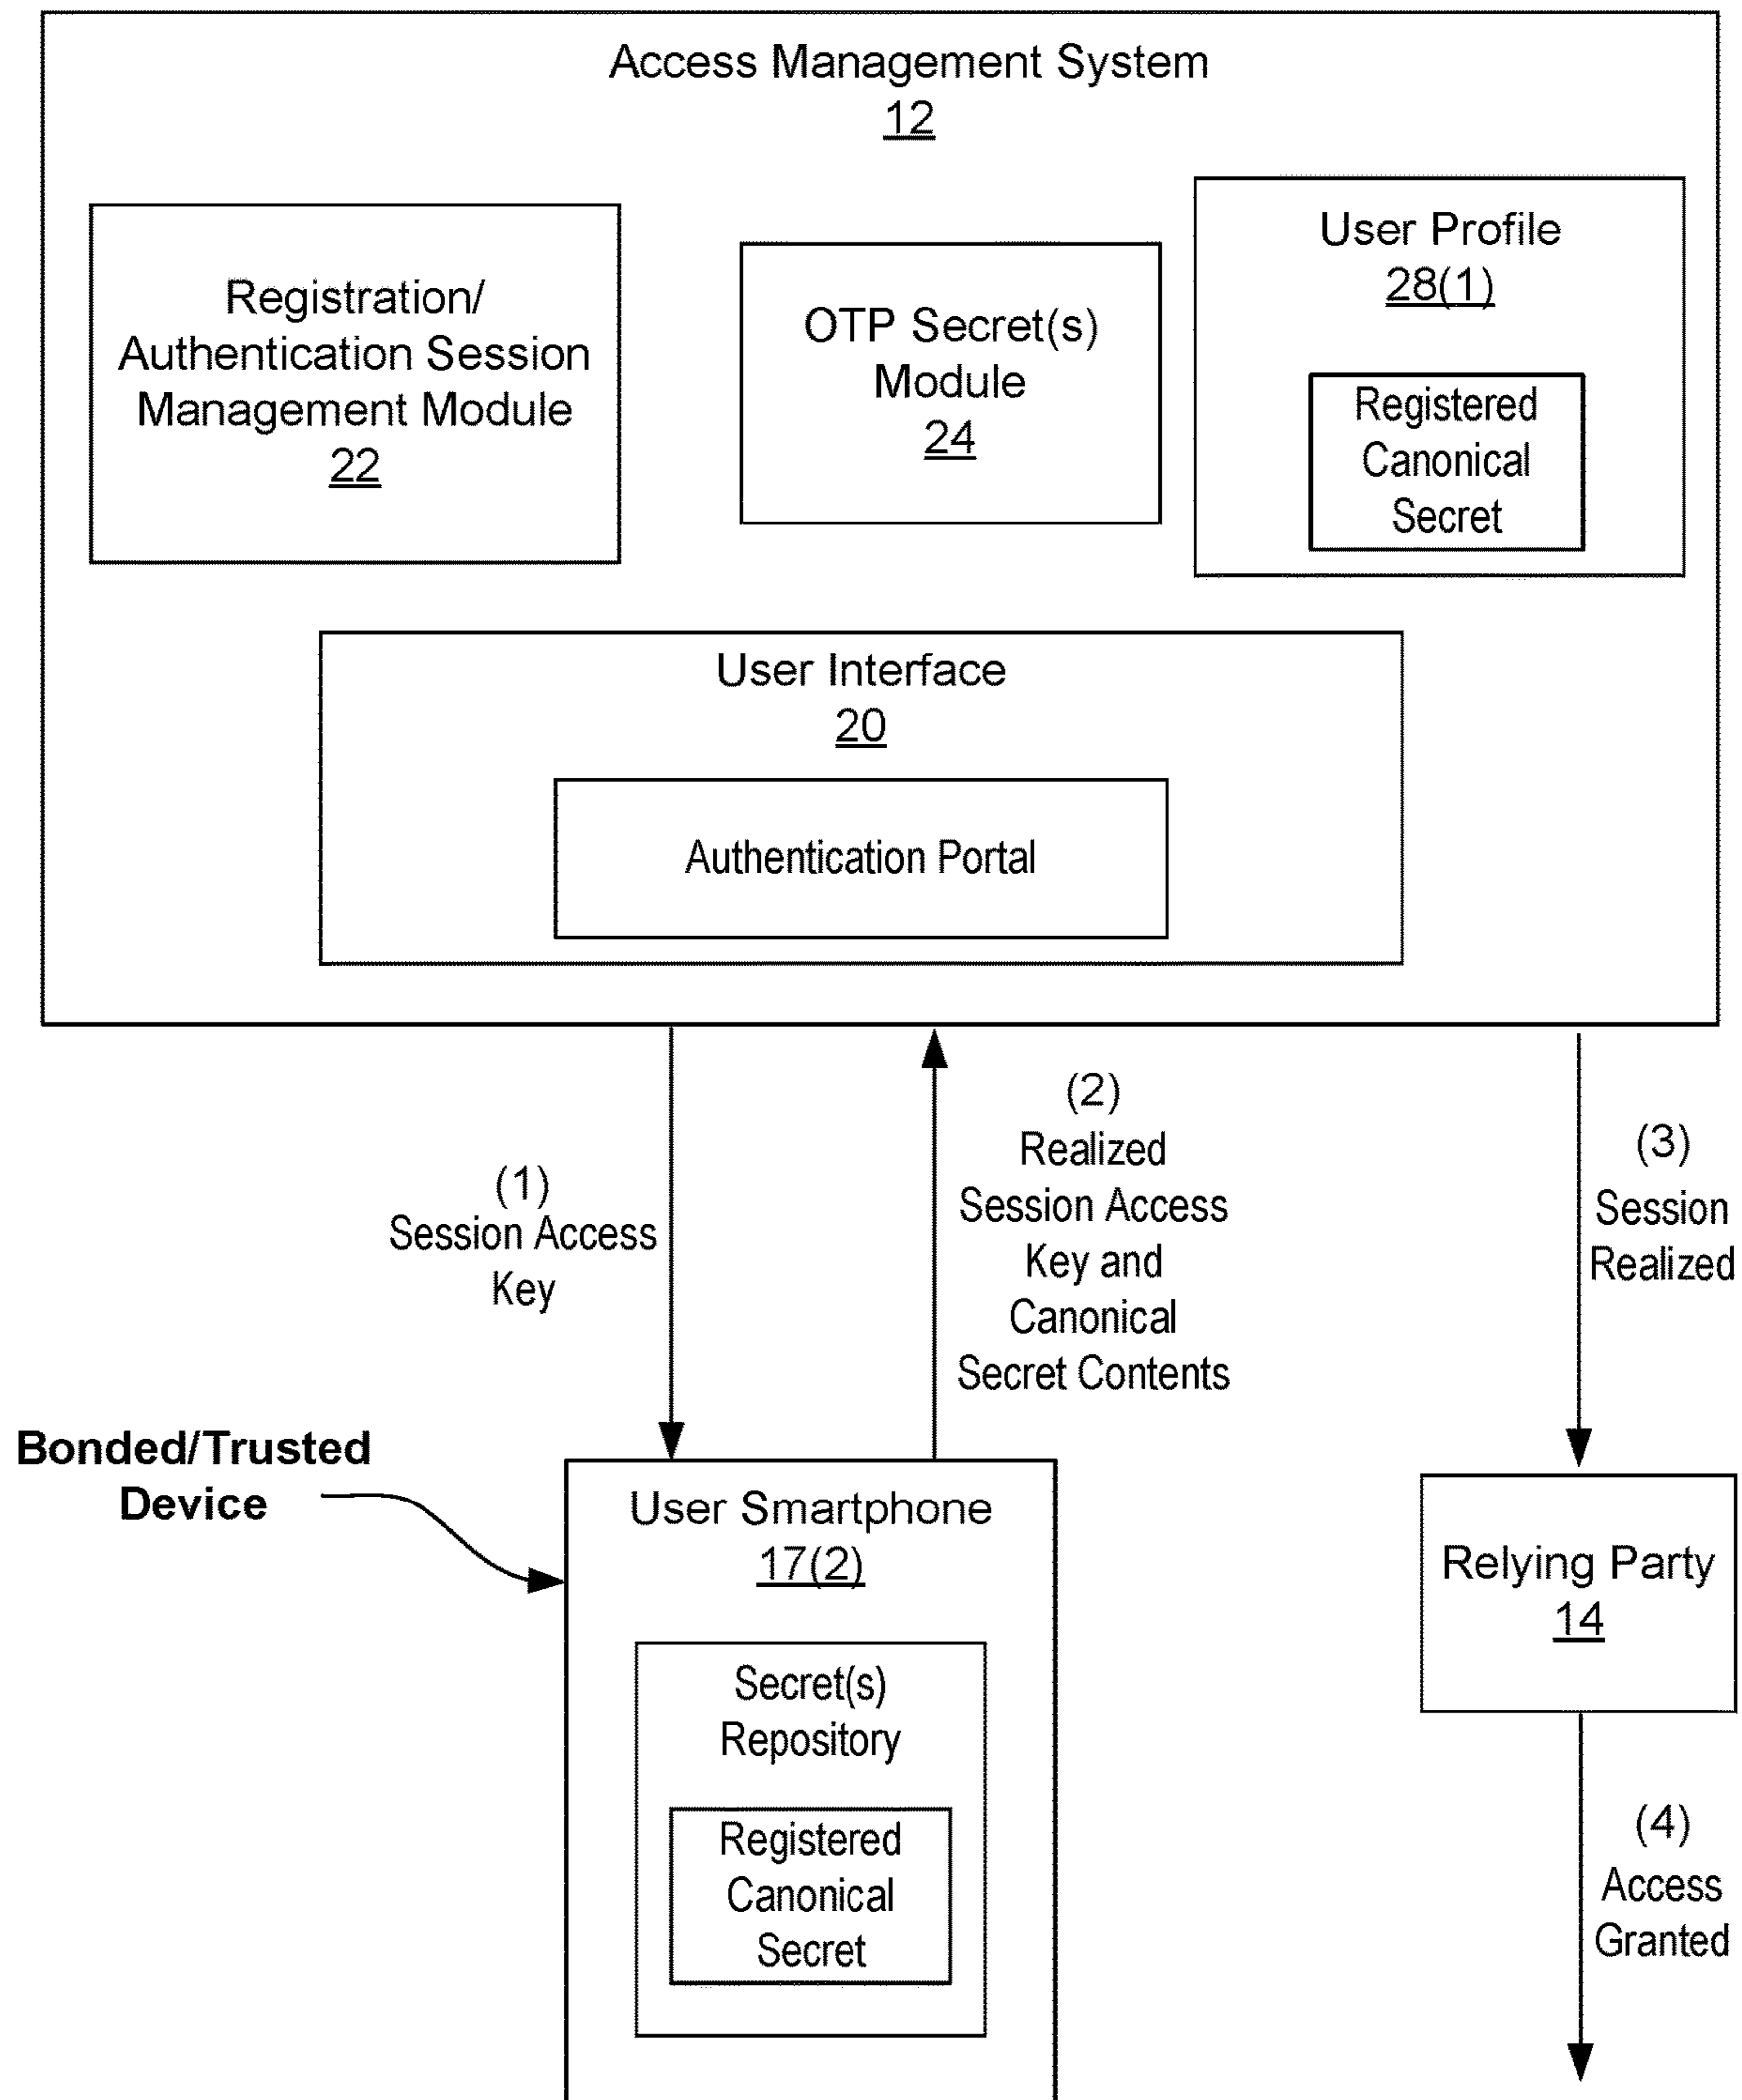 Access Management System
12
Registration/
Authentication Session
Management Module
22
OTP Secret(s)
Module
24
User Profile
28(1)
Registered
Canonical
Secret
User Interface
20
Authentication Portal
(1)
Session Access
Key
(2)
Realized
Session Access
Key and
Canonical
Secret Contents
(3)
Session
Realized
Bonded/Trusted
Device
User Smartphone
17(2)
Secret(s)
Repository
Registered
Canonical
Secret
Relying Party
14
(4)
Access
Granted